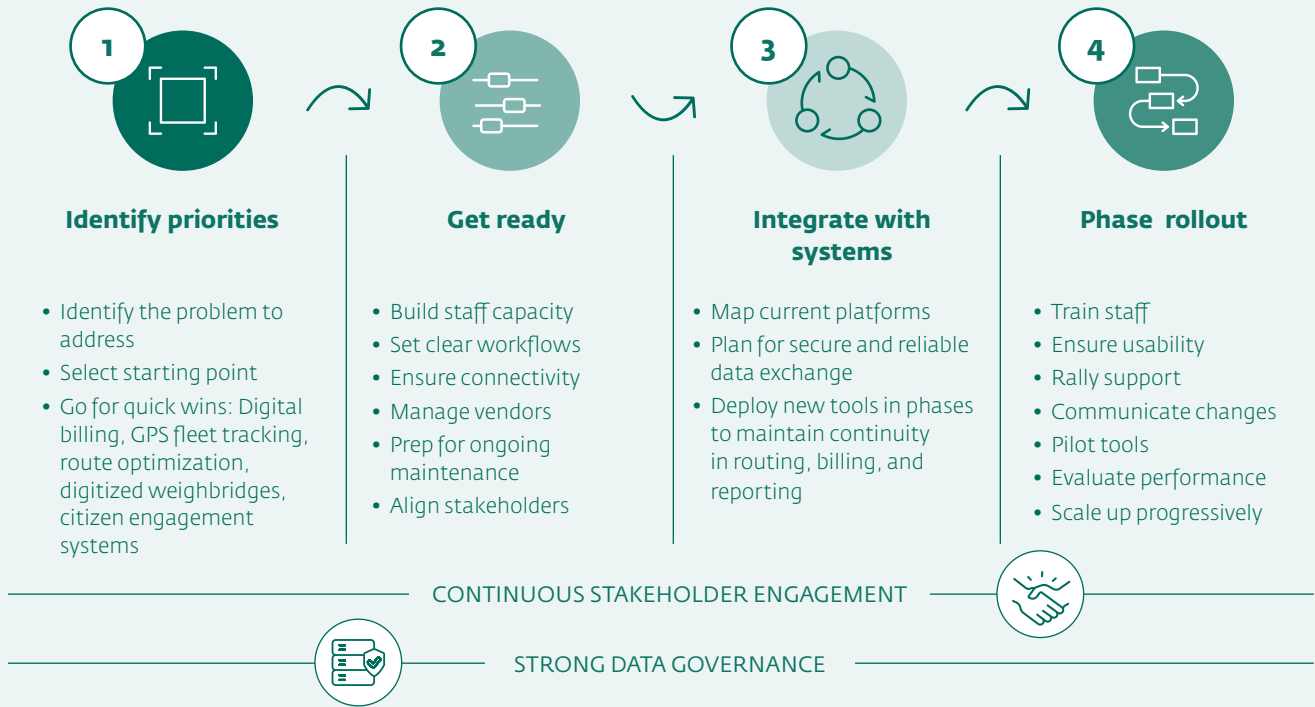 1
Identify priorities
• Identify the problem to
address
• Select starting point
• Go for quick wins: Digital
billing, GPS fleet tracking,
route optimization,
digitized weighbridges,
citizen engagement
systems
2
Get ready
• Build staff capacity
• Set clear workflows
• Ensure connectivity
• Manage vendors
• Prep for ongoing
maintenance
• Align stakeholders
3
Integrate with
systems
• Map current platforms
• Plan for secure and reliable
data exchange
• Deploy new tools in phases
to maintain continuity
in routing, billing, and
reporting
4
Phase rollout
• Train staff
• Ensure usability
• Rally support
• Communicate changes
• Pilot tools
• Evaluate performance
• Scale up progressively
CONTINUOUS STAKEHOLDER ENGAGEMENT
STRONG DATA GOVERNANCE